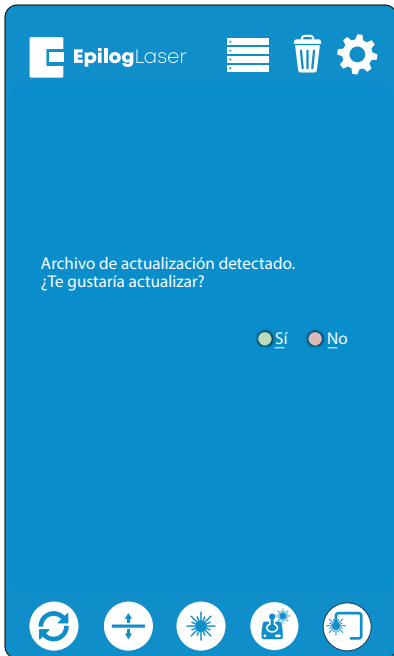 EpilogLaser
Archivo de actualización detectado.
¿Te gustaría actualizar?
Sí No